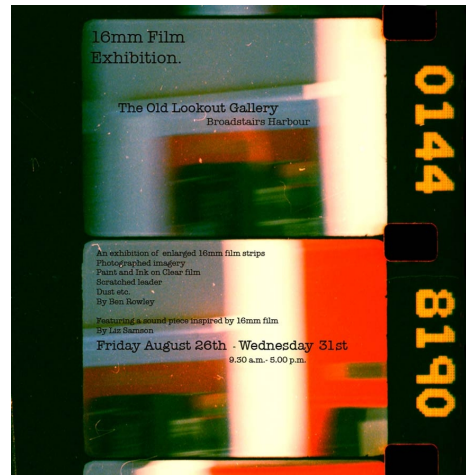 16mm Film
Exhibition.
The Old Lookout Gallery
Broadstairs Harbour
An exhibition of enlarged 16mm film strips
Photographed imagery
Paint and Ink on Clear film
Scratched leader
Dust etc.
By Ben Rowley
Featuring a sound piece inspired by 16mm film
By Liz Samson
Friday August 26th - Wednesday 31st
9.30 a.m.- 5.00 p.m.
0144
8190